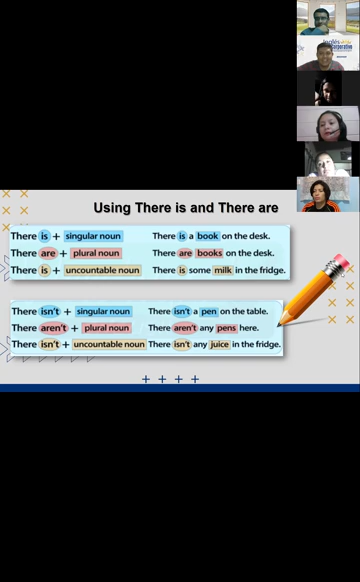 Inglés
Corporativo
Using There is and There are
There is + singular noun There is a book on the desk.
There are + plural noun There are books on the desk.
There is + uncountable noun There is some milk in the fridge.
There isn't + singular noun There isn't a pen on the table.
There aren't + plural noun There aren't any pens here.
There isn't + uncountable noun There isn't any juice in the fridge.